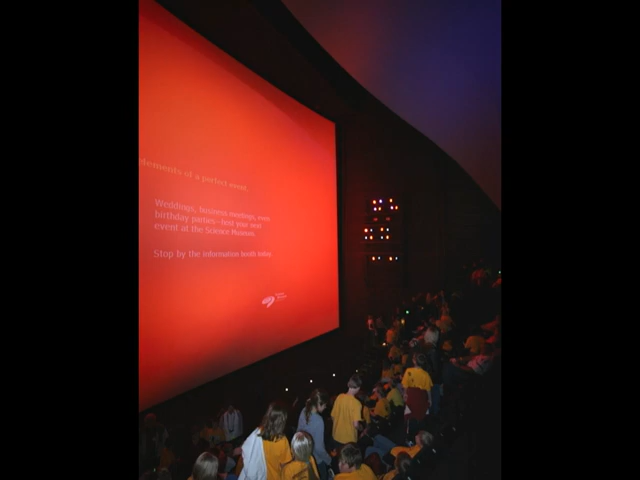 elements of a perfect event.
Weddings, business meetings, even
birthday parties - host your next
event at the Science Museum.
Stop by the information booth today.